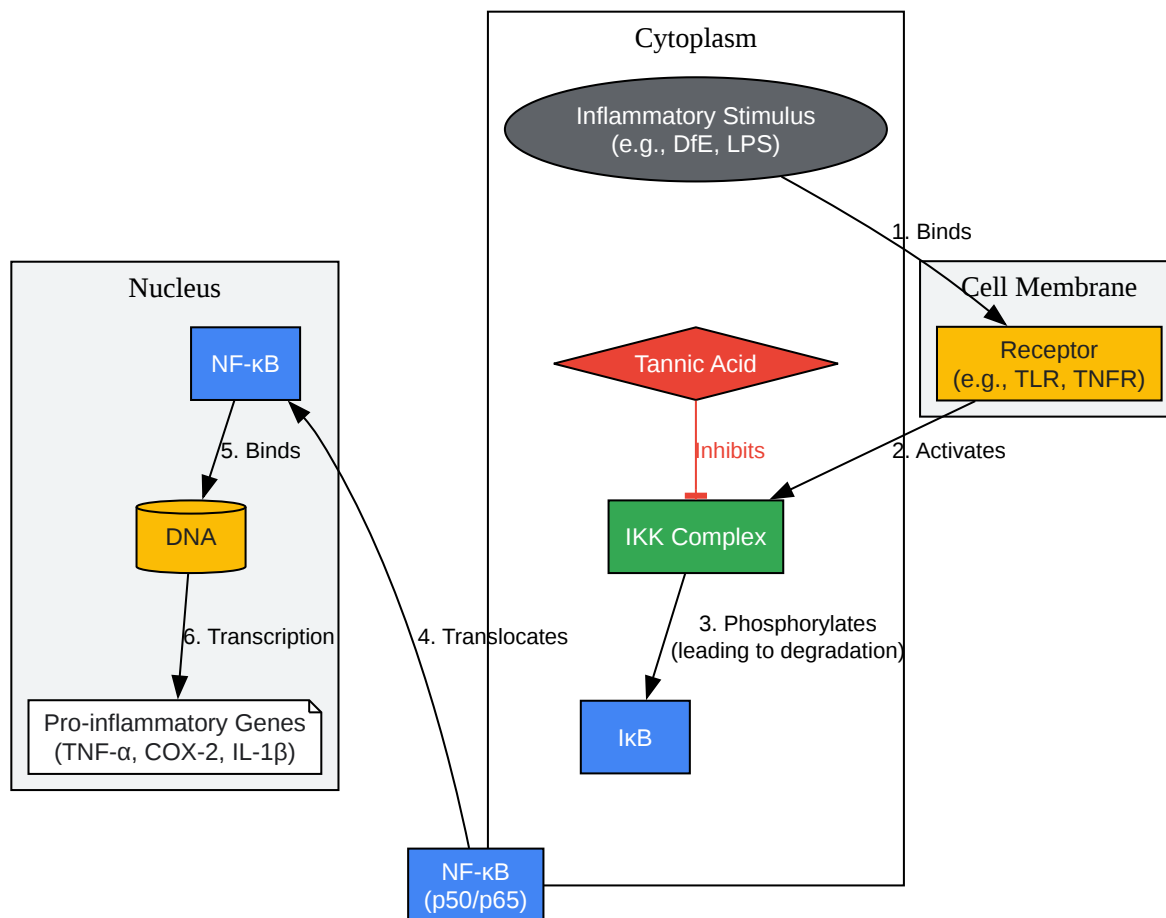 Cytoplasm
Inflammatory Stimulus
(e.g., DfE, LPS)
1. Binds
Nucleus
Cell Membrane
NF-κB
Tannic Acid
Receptor
(e.g., TLR, TNFR)
5. Binds
Inhibits
2. Activates
DNA
IKK Complex
6. Transcription
4. Translocates
3. Phosphorylates
(leading to degradation)
Pro-inflammatory Genes
(TNF-α, COX-2, IL-1β)
IκB
NF-κB
(p50/p65)